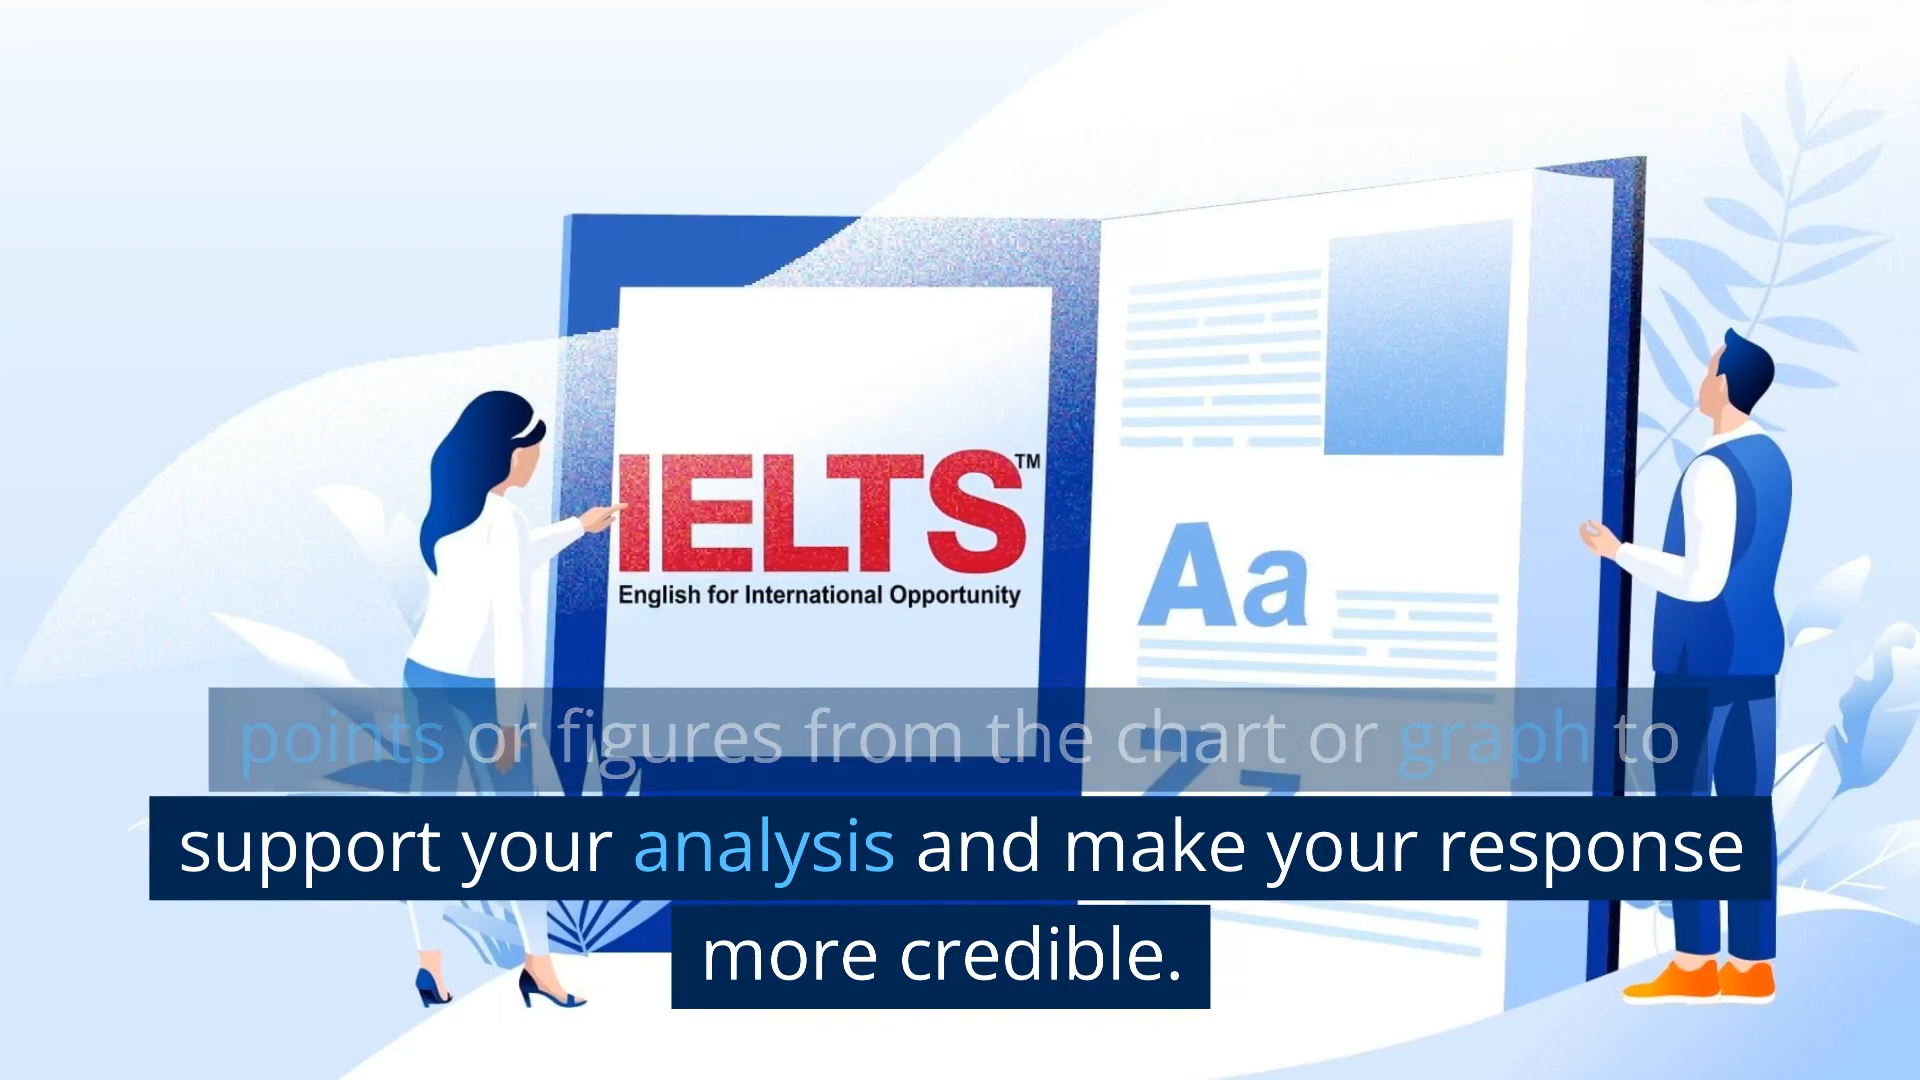 IELTS™
English for International Opportunity
Aa
points or figures from the chart or graph to
support your analysis and make your response
more credible.